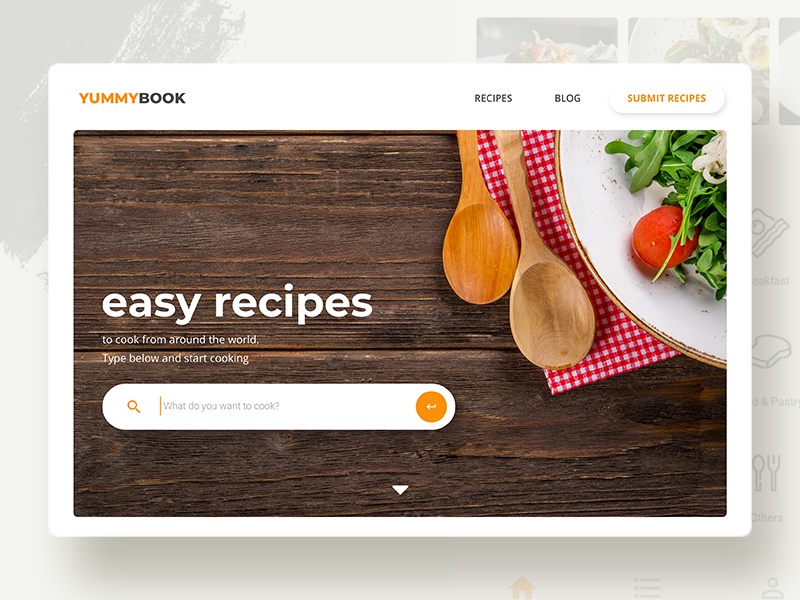 YUMMYBOOK
RECIPES
BLOG
SUBMIT RECIPES
easy recipes
to cook from around the world.
Type below and start cooking
What do you want to cook?
eakfast
d & Pastry
Others